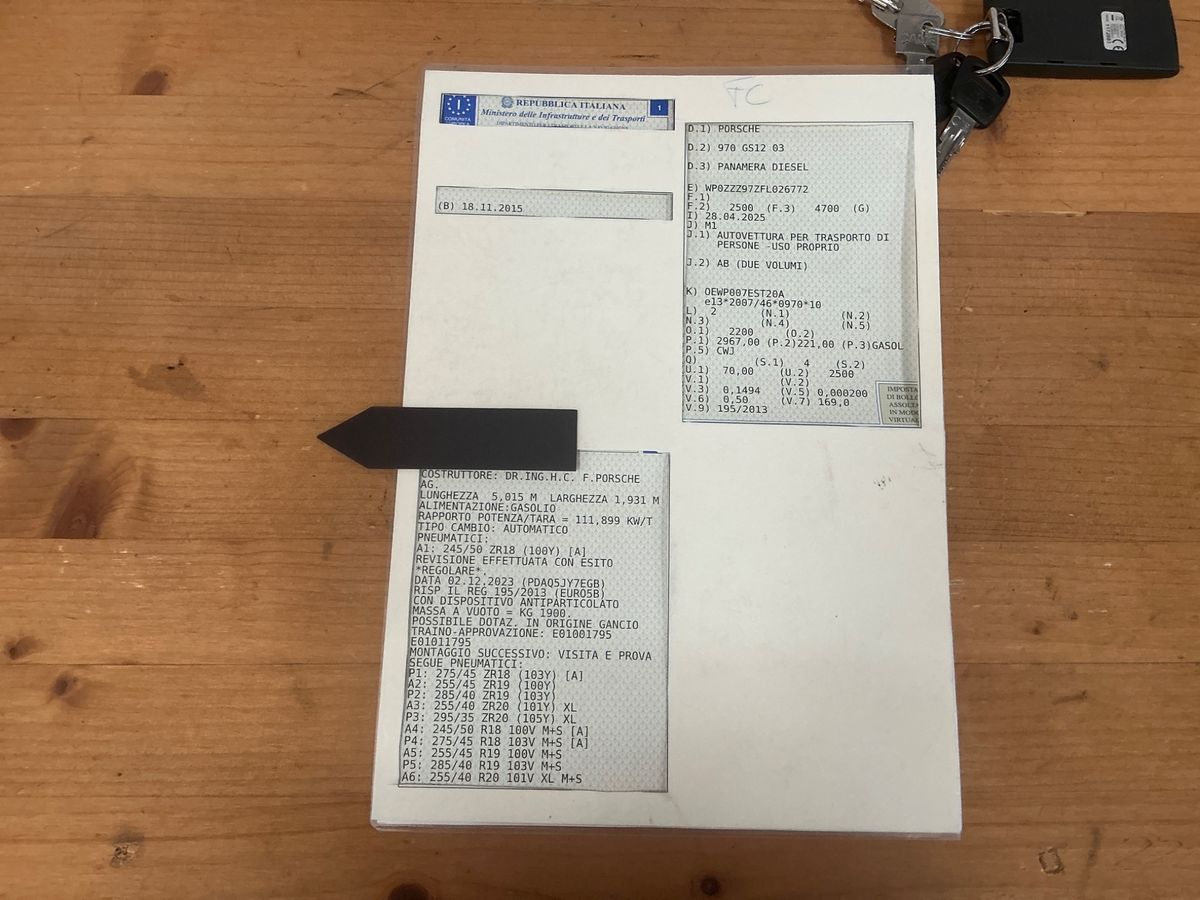 FC
I
COMUNITÀ
REPUBBLICA ITALIANA
Ministero delle Infrastrutture e dei Trasporti
1
(B) 18.11.2015
D.1) PORSCHE
D.2) 970 GS12 03
D.3) PANAMERA DIESEL
E) WP0ZZZ97ZFL026772
F.1)
F.2) 2500 (F.3) 4700 (G)
I) 28.04.2025
J) M1
J.1) AUTOVETTURA PER TRASPORTO DI
PERSONE -USO PROPRIO
J.2) AB (DUE VOLUMI)
K) OEWP007EST20A
e13*2007/46*0970*10
L) 2 (N.1) (N.2)
N.3) (N.4) (N.5)
O.1) 2200 (O.2)
P.1) 2967,00 (P.2)221,00 (P.3)GASOL
P.5) CWJ
Q) (S.1) 4 (S.2)
U.1) 70,00 (U.2) 2500
V.1) (V.2)
V.3) 0,1494 (V.5) 0,000200
V.6) 0,50 (V.7) 169,0
V.9) 195/2013
IMPOSTA
DI BOLLO
ASSOLTA
IN MODO
VIRTUAL
COSTRUTTORE: DR.ING.H.C. F.PORSCHE
AG.
LUNGHEZZA 5,015 M LARGHEZZA 1,931 M
ALIMENTAZIONE:GASOLIO
RAPPORTO POTENZA/TARA = 111,899 KW/T
TIPO CAMBIO: AUTOMATICO
PNEUMATICI:
A1: 245/50 ZR18 (100Y) [A]
REVISIONE EFFETTUATA CON ESITO
*REGOLARE*.
DATA 02.12.2023 (PDAQ5JY7EGB)
RISP IL REG 195/2013 (EURO5B)
CON DISPOSITIVO ANTIPARTICOLATO
MASSA A VUOTO = KG 1900.
POSSIBILE DOTAZ. IN ORIGINE GANCIO
TRAINO-APPROVAZIONE: E01001795
E01011795
MONTAGGIO SUCCESSIVO: VISITA E PROVA
SEGUE PNEUMATICI:
P1: 275/45 ZR18 (103Y) [A]
A2: 255/45 ZR19 (100Y)
P2: 285/40 ZR19 (103Y)
A3: 255/40 ZR20 (101Y) XL
P3: 295/35 ZR20 (105Y) XL
A4: 245/50 R18 100V M+S [A]
P4: 275/45 R18 103V M+S [A]
A5: 255/45 R19 100V M+S
P5: 285/40 R19 103V M+S
A6: 255/40 R20 101V XL M+S